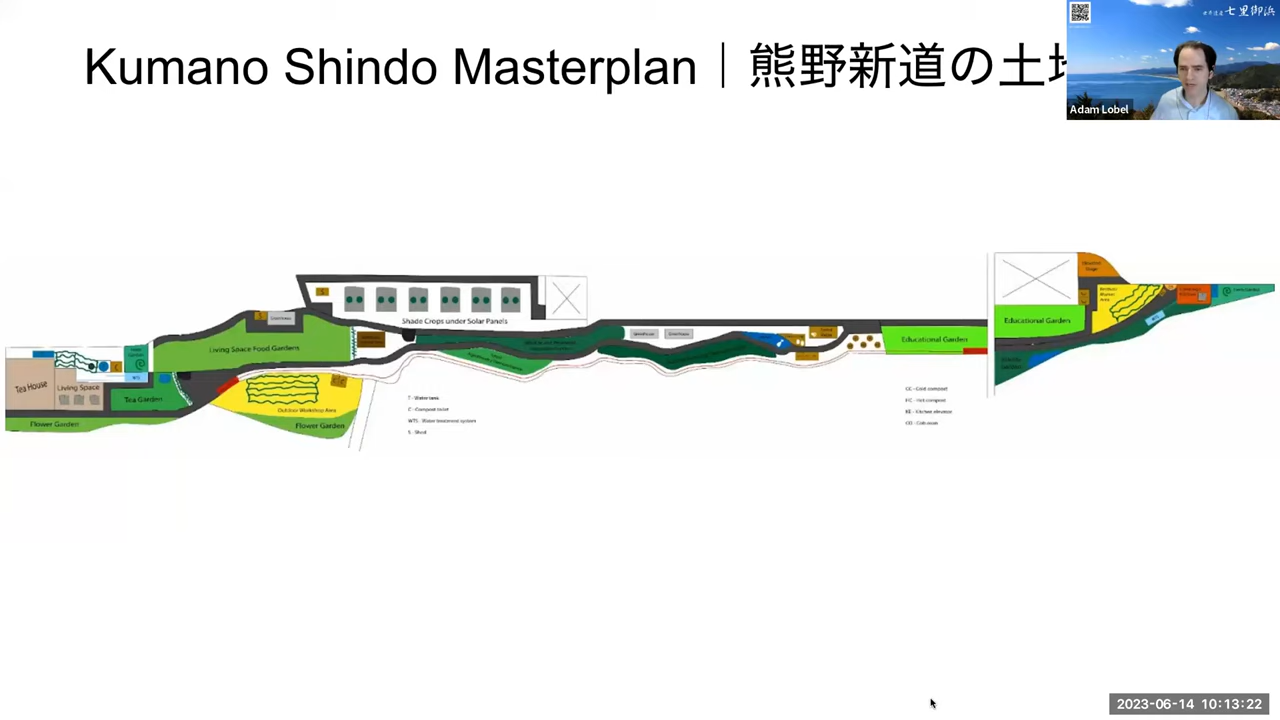 Kumano Shindo Masterplan｜熊野新道の土地
世界遺産 七里御浜
Adam Lobel
S
Shade Crops under Solar Panels
Educational Garden
Living Space Food Gardens
Educational Garden
Tea House
Living Space
Tea Garden
Outdoor Workshop Area
Flower Garden
Flower Garden
T - Water tank
C - Compost toilet
WTS - Water treatment system
S - Shed
CC - Cold compost
HC - Hot compost
KE - Kitchen elevator
CO - Cob oven
2023-06-14 10:13:22